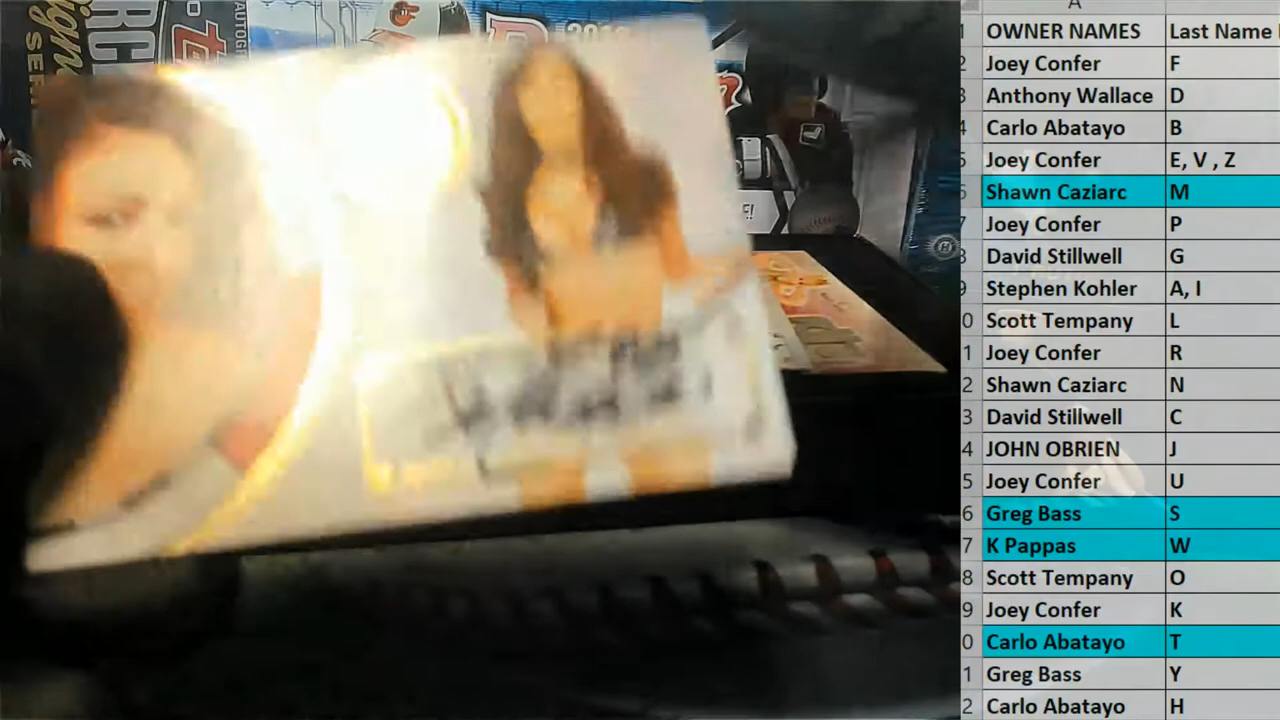 A
OWNER NAMES Last Name
Joey Confer F
Anthony Wallace D
Carlo Abatayo B
Joey Confer E, V , Z
Shawn Caziarc M
Joey Confer P
David Stillwell G
Stephen Kohler A, I
Scott Tempany L
Joey Confer R
Shawn Caziarc N
David Stillwell C
JOHN OBRIEN J
Joey Confer U
Greg Bass S
K Pappas W
Scott Tempany O
Joey Confer K
Carlo Abatayo T
Greg Bass Y
Carlo Abatayo H